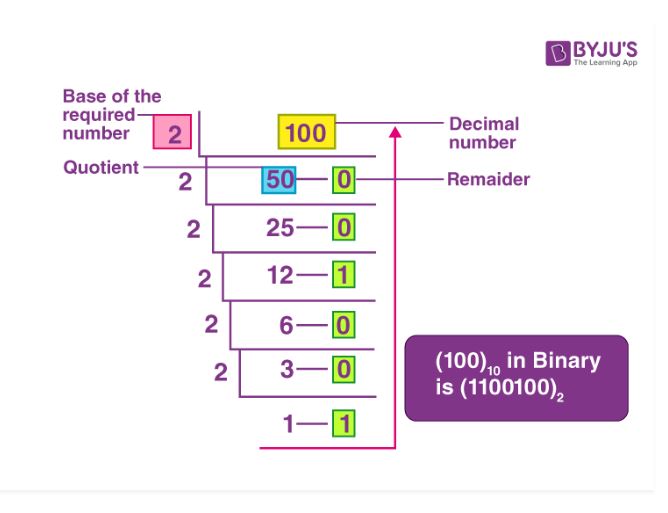 BYJU'S
The Learning App
Base of the
required
number
2 100
Decimal
number
Quotient
2 50 — 0
Remaider
2 25 — 0
2 12 — 1
2 6 — 0
2 3 — 0
1 — 1
(100)₁₀ in Binary
is (1100100)₂